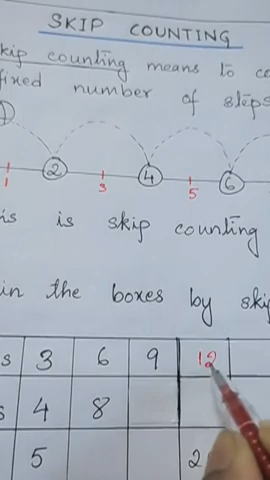 SKIP COUNTING
kip counting means to co
fixed number of steps
2 4 6
1 3 5
is is skip counting
in the boxes by skip
s 3 6 9 12
s 4 8
5 2